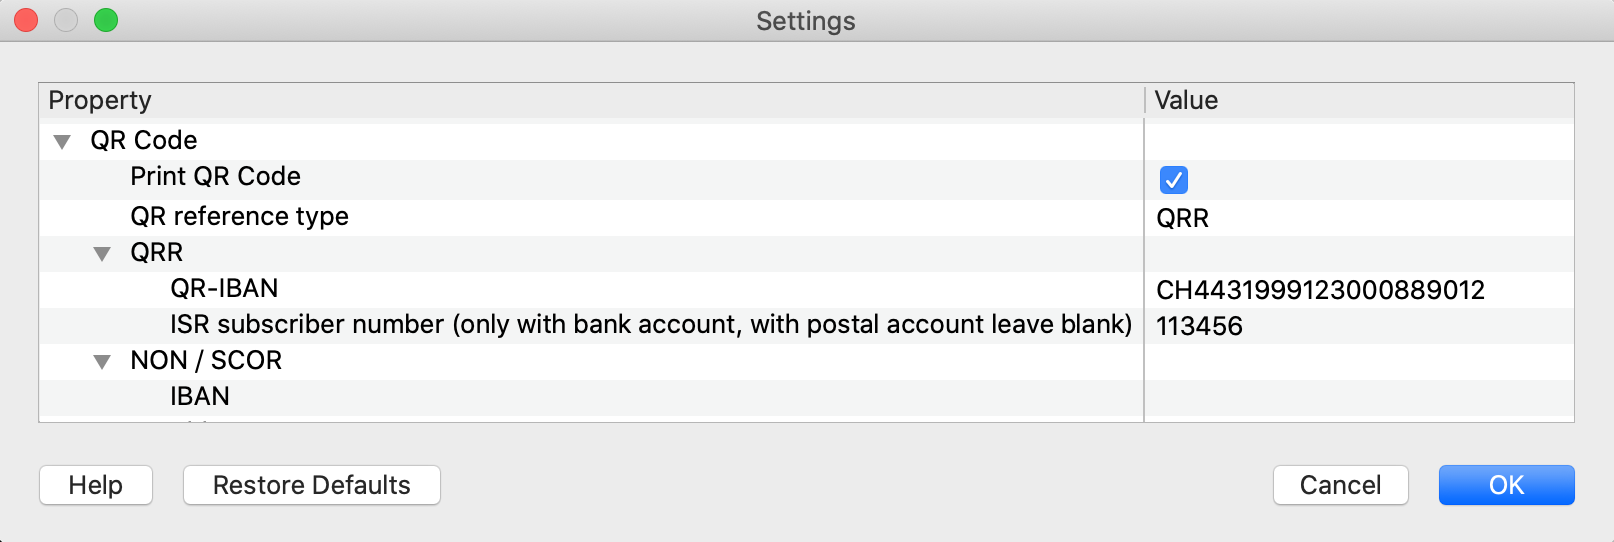 Settings
Property Value
QR Code
Print QR Code
QR reference type QRR
QRR
QR-IBAN CH4431999123000889012
ISR subscriber number (only with bank account, with postal account leave blank) 113456
NON / SCOR
IBAN
Help Restore Defaults Cancel OK